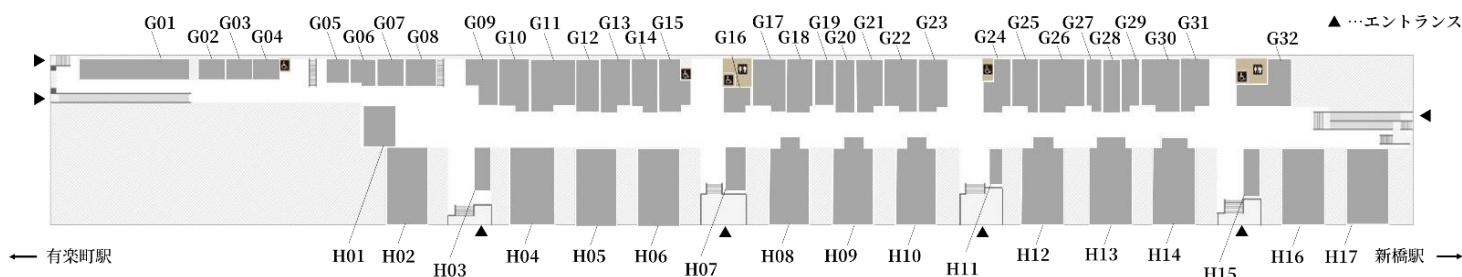 ▲ …エントランス
G01 G02 G03 G04 G05 G06 G07 G08 G09 G10 G11 G12 G13 G14 G15 G16 G17 G18 G19 G20 G21 G22 G23 G24 G25 G26 G27 G28 G29 G30 G31 G32
H01 H02 H03 H04 H05 H06 H07 H08 H09 H10 H11 H12 H13 H14 H15 H16 H17
← 有楽町駅
新橋駅 →